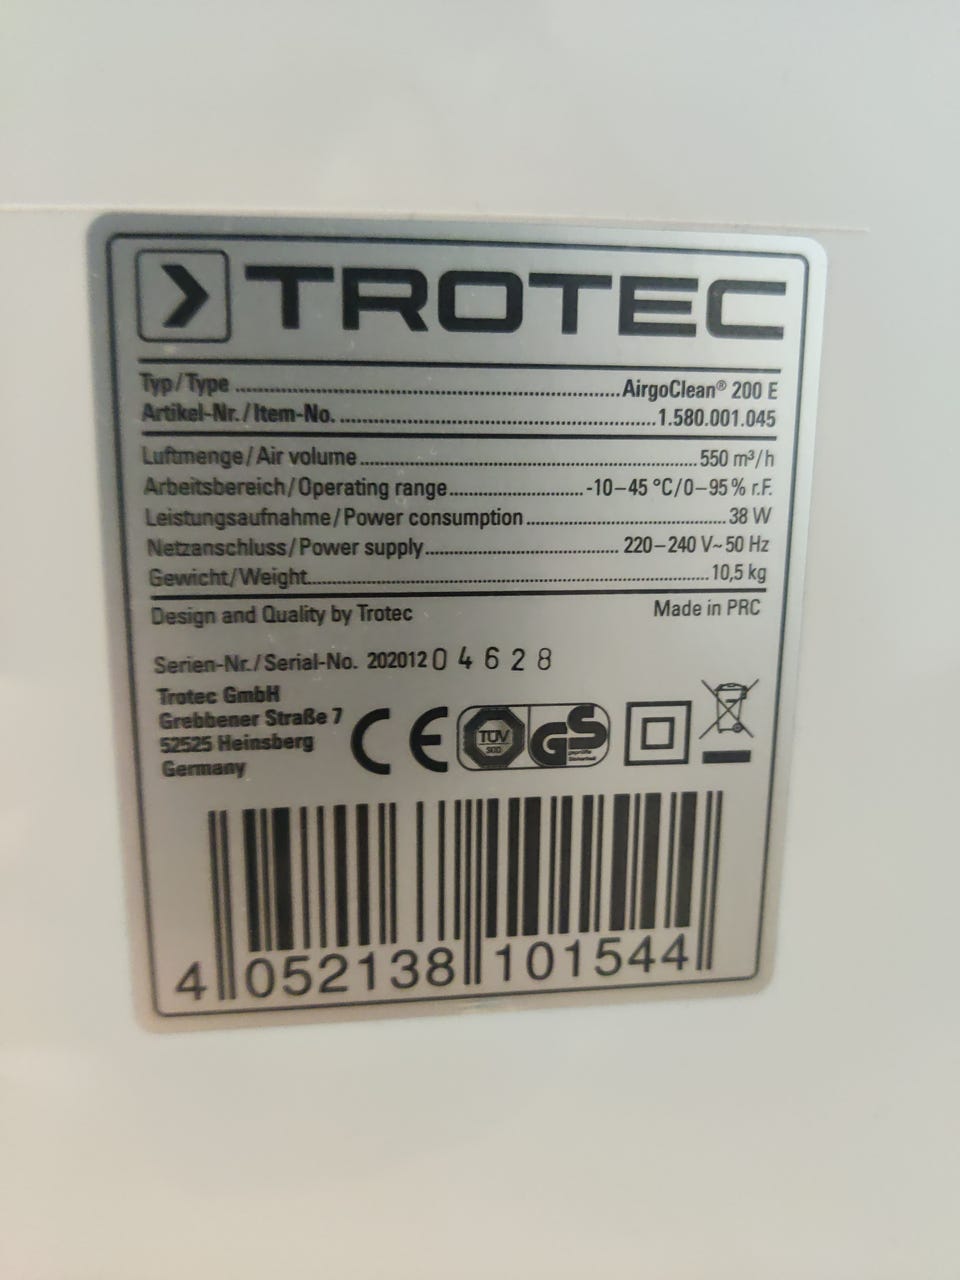 TROTEC
Typ/Type ........ AirgoClean® 200 E
Artikel-Nr./Item-No. ........ 1.580.001.045
Luftmenge/Air volume ........ 550 m³/h
Arbeitsbereich/Operating range ........ -10–45 °C/0–95 % r.F.
Leistungsaufnahme/Power consumption ........ 38 W
Netzanschluss/Power supply ........ 220–240 V~ 50 Hz
Gewicht/Weight ........ 10,5 kg
Design and Quality by Trotec Made in PRC
Serien-Nr./Serial-No. 202012 0 4 6 2 8
Trotec GmbH
Grebbener Straße 7
52525 Heinsberg
Germany
CE
TÜV
SÜD
GS
geprüfte
Sicherheit
4 052138 101544